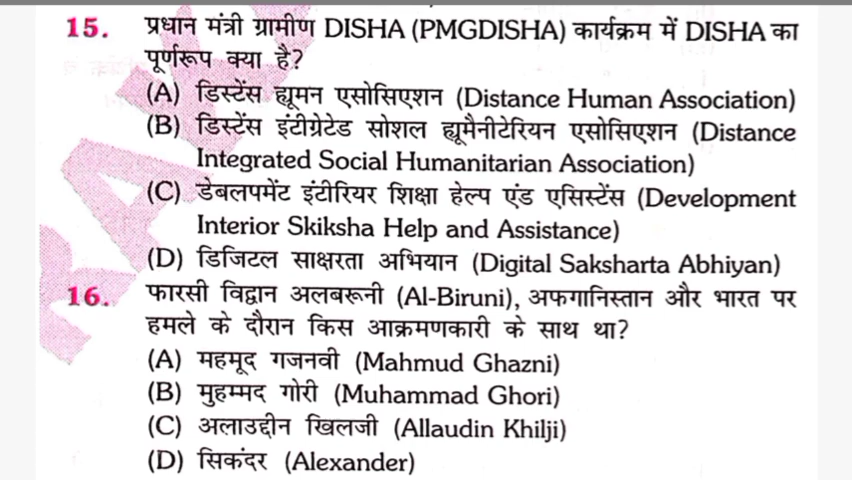 15. प्रधान मंत्री ग्रामीण DISHA (PMGDISHA) कार्यक्रम में DISHA का
पूर्णरूप क्या है?
(A) डिस्टेंस ह्यूमन एसोसिएशन (Distance Human Association)
(B) डिस्टेंस इंटीग्रेटेड सोशल ह्यूमैनीटेरियन एसोसिएशन (Distance
Integrated Social Humanitarian Association)
(C) डेबलपमेंट इंटीरियर शिक्षा हेल्प एंड एसिस्टेंस (Development
Interior Skiksha Help and Assistance)
(D) डिजिटल साक्षरता अभियान (Digital Saksharta Abhiyan)
16. फारसी विद्वान अलबरूनी (Al-Biruni), अफगानिस्तान और भारत पर
हमले के दौरान किस आक्रमणकारी के साथ था?
(A) महमूद गजनवी (Mahmud Ghazni)
(B) मुहम्मद गोरी (Muhammad Ghori)
(C) अलाउद्दीन खिलजी (Allaudin Khilji)
(D) सिकंदर (Alexander)